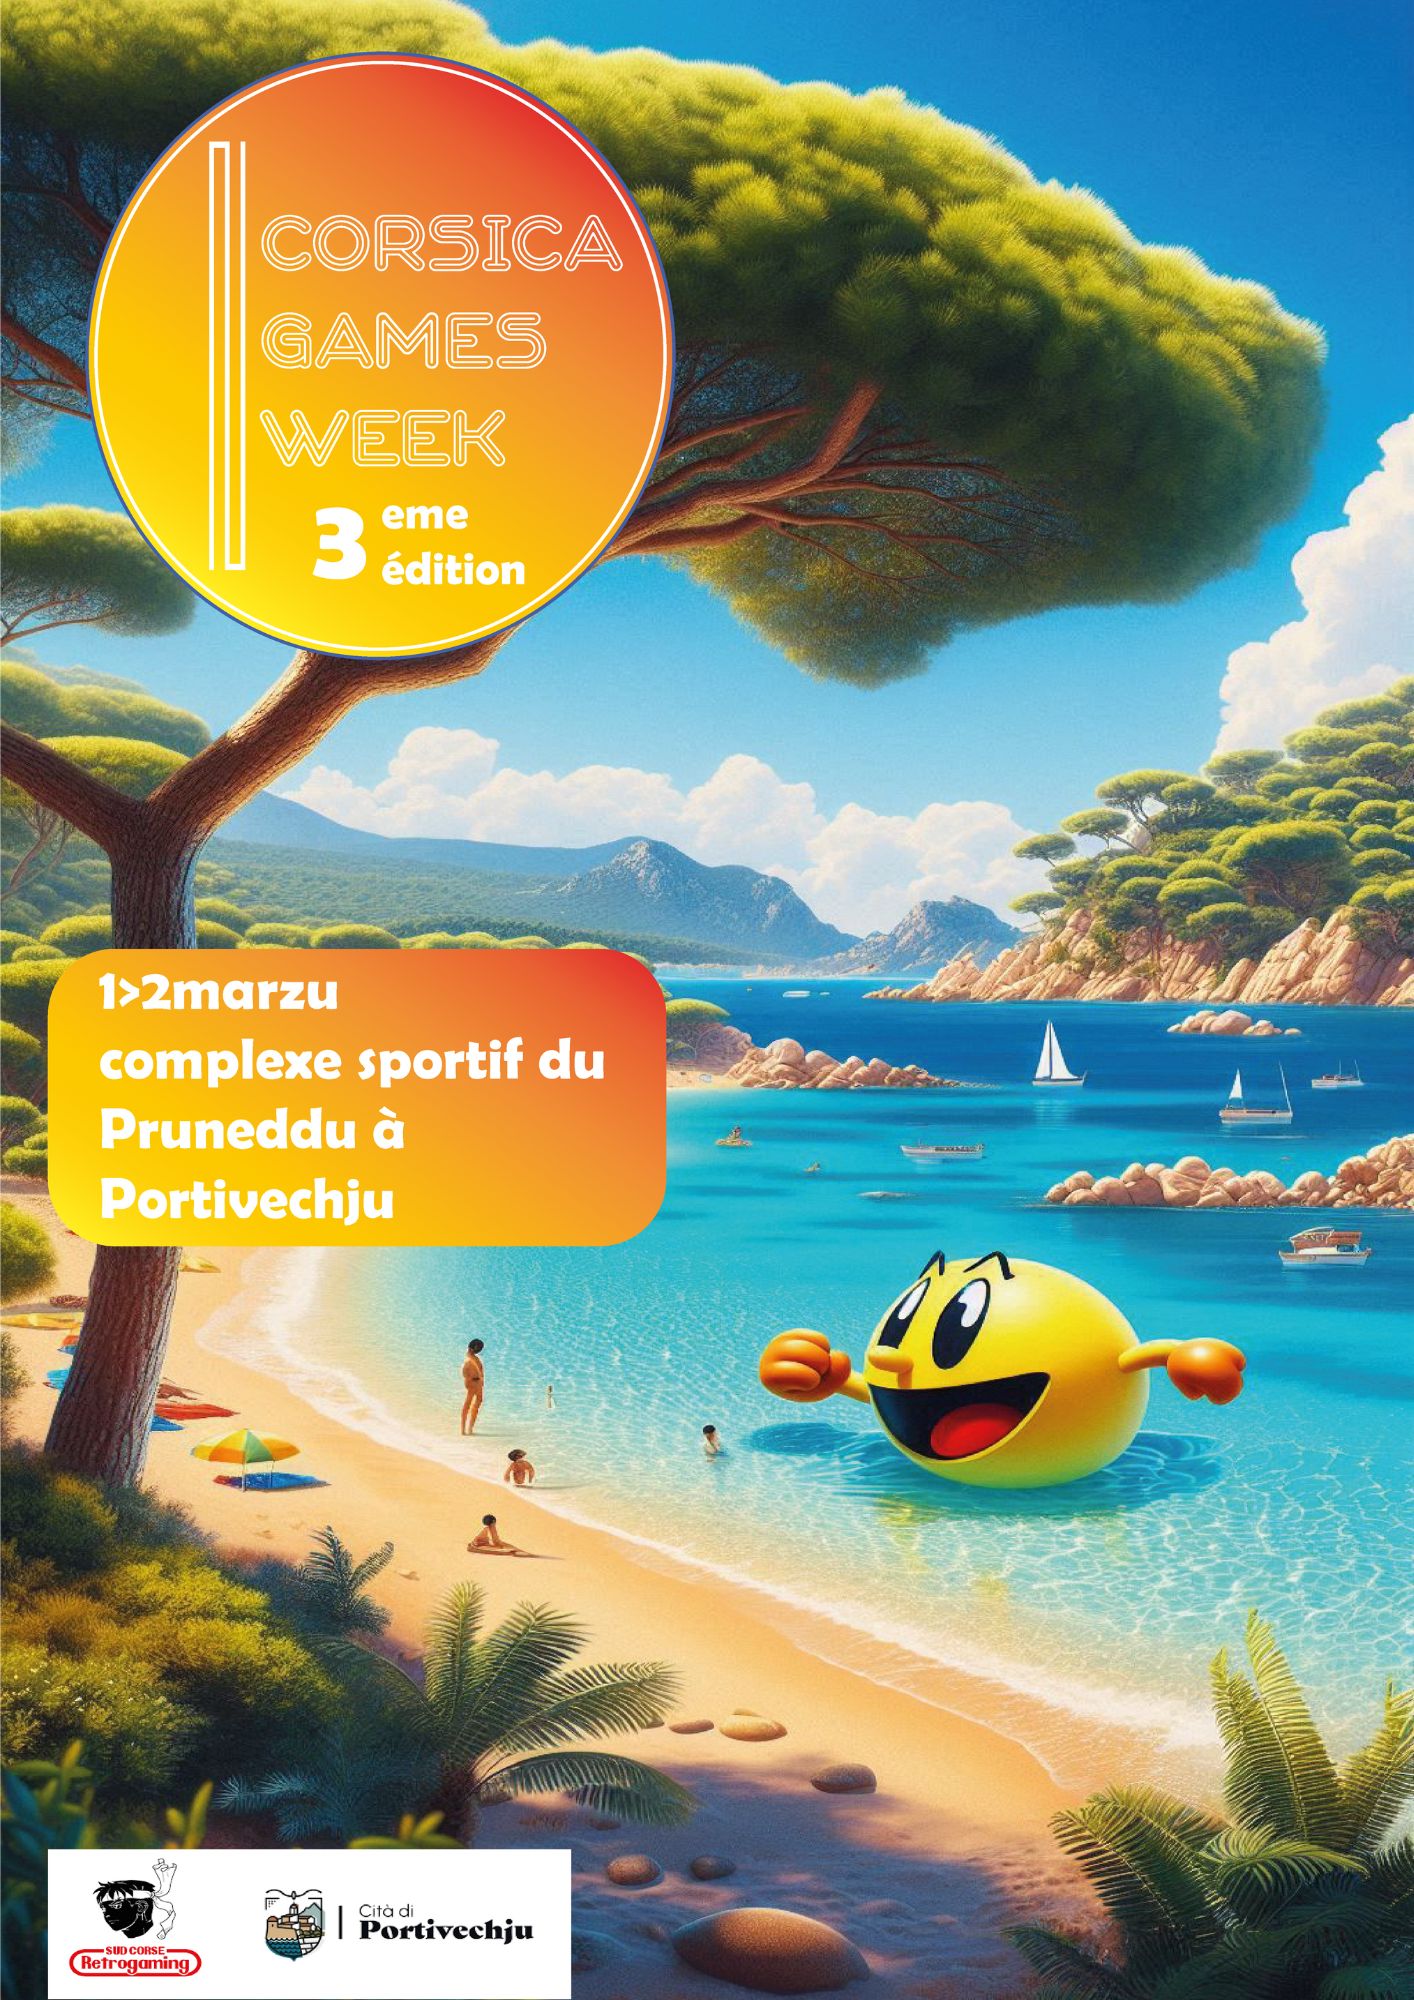 CORSICA
GAMES
WEEK
3 eme
édition
1>2marzu
complexe sportif du
Pruneddu à
Portivechju
SUD CORSE
Retrogaming
Cità di
Portivechju